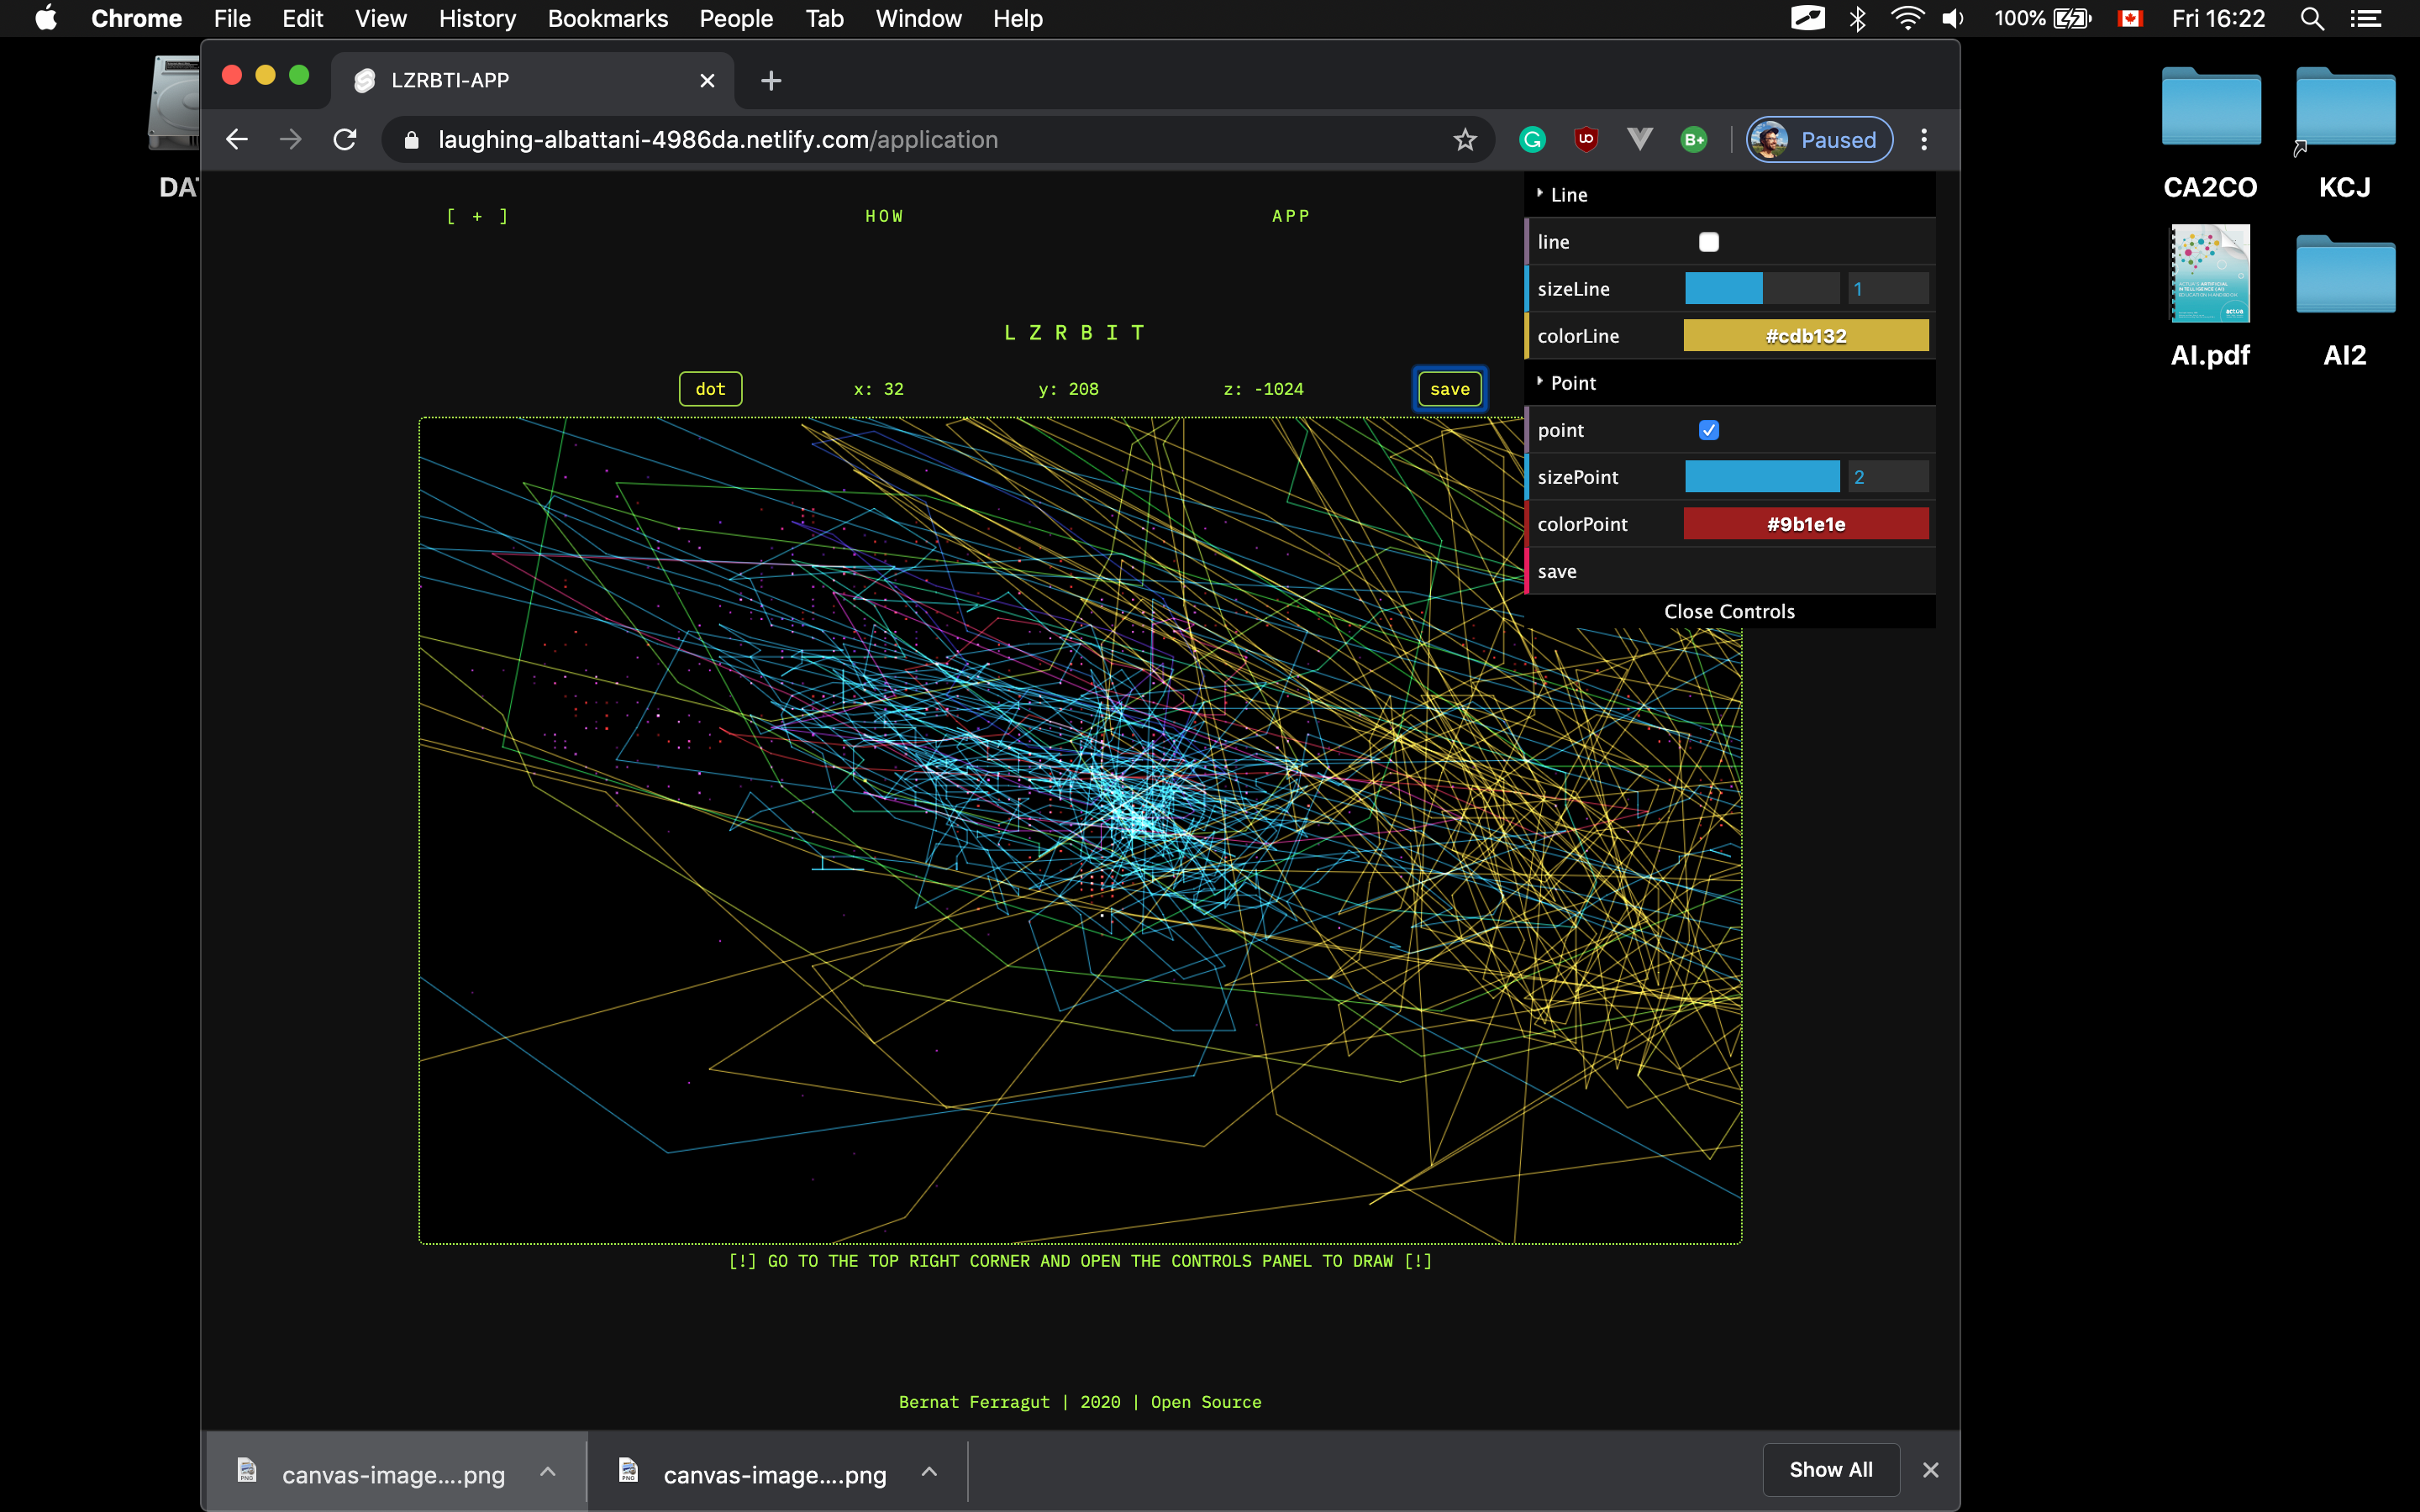 Chrome File Edit View History Bookmarks People Tab Window Help 100% Fri 16:22
LZRBTI-APP
laughing-albattani-4986da.netlify.com/application
Paused
DA
CA2CO
KCJ
AI.pdf
AI2
[ + ] HOW APP
LZRBIT
dot x: 32 y: 208 z: -1024 save
Line
line
sizeLine 1
colorLine #cdb132
Point
point
sizePoint 2
colorPoint #9b1e1e
save
Close Controls
[!] GO TO THE TOP RIGHT CORNER AND OPEN THE CONTROLS PANEL TO DRAW [!]
Bernat Ferragut | 2020 | Open Source
canvas-image....png
canvas-image....png
Show All